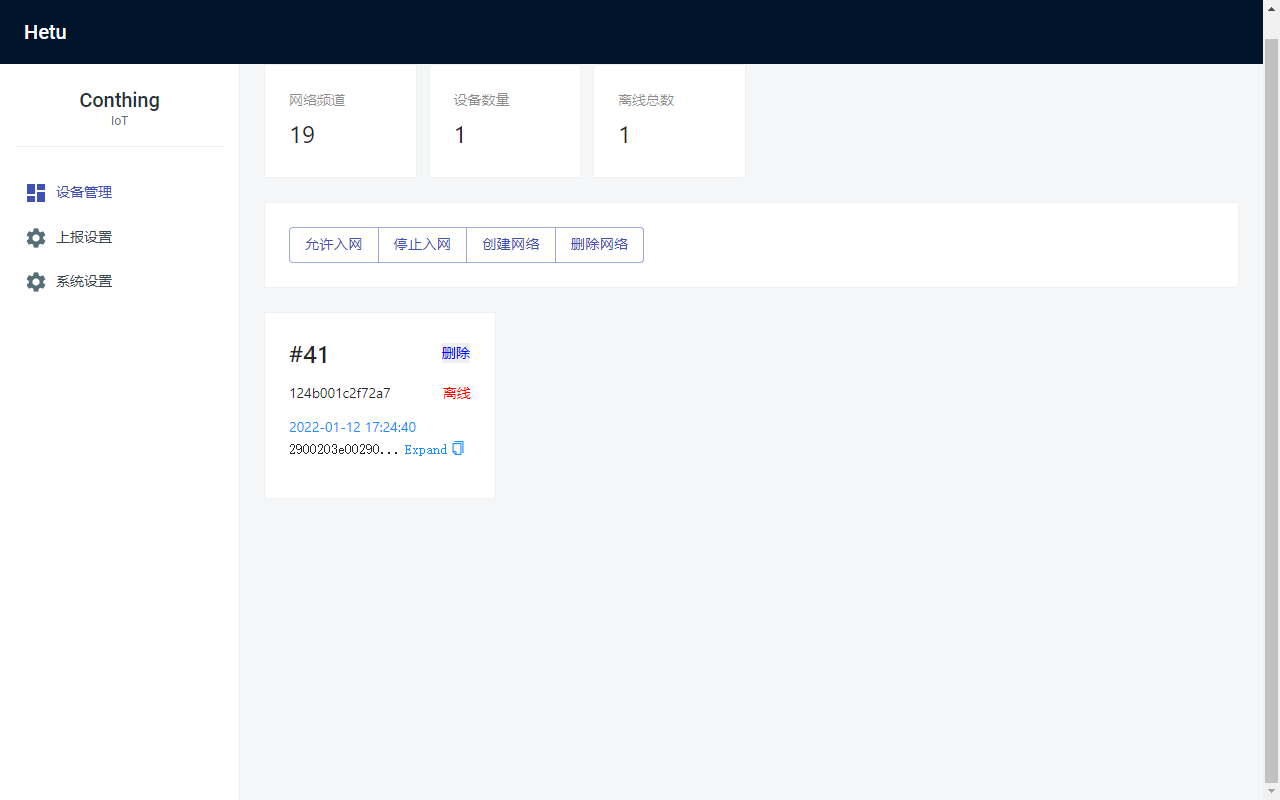 Hetu
Conthing
IoT
设备管理
上报设置
系统设置
网络频道
19
设备数量
1
离线总数
1
允许入网
停止入网
创建网络
删除网络
#41
删除
124b001c2f72a7
离线
2022-01-12 17:24:40
2900203e00290... Expand